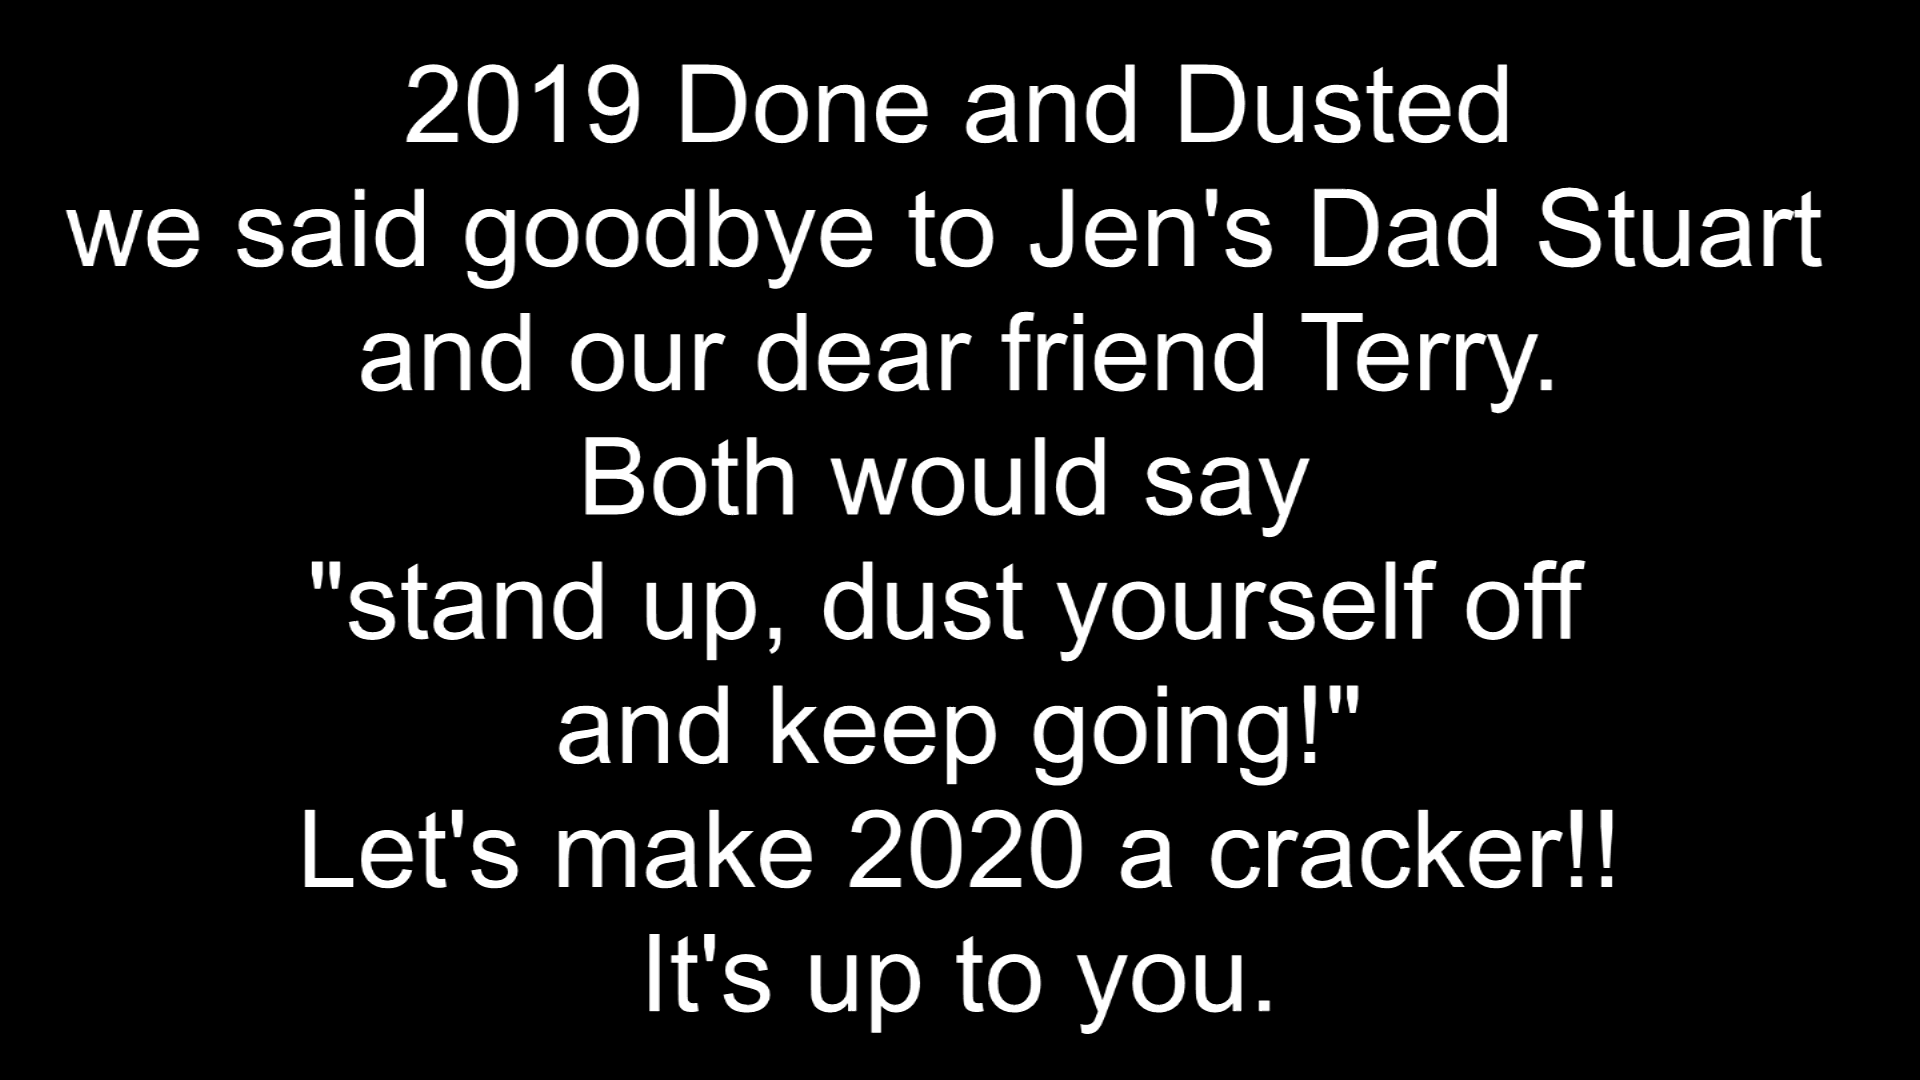 2019 Done and Dusted
we said goodbye to Jen's Dad Stuart
and our dear friend Terry.
Both would say
"stand up, dust yourself off
and keep going!"
Let's make 2020 a cracker!!
It's up to you.